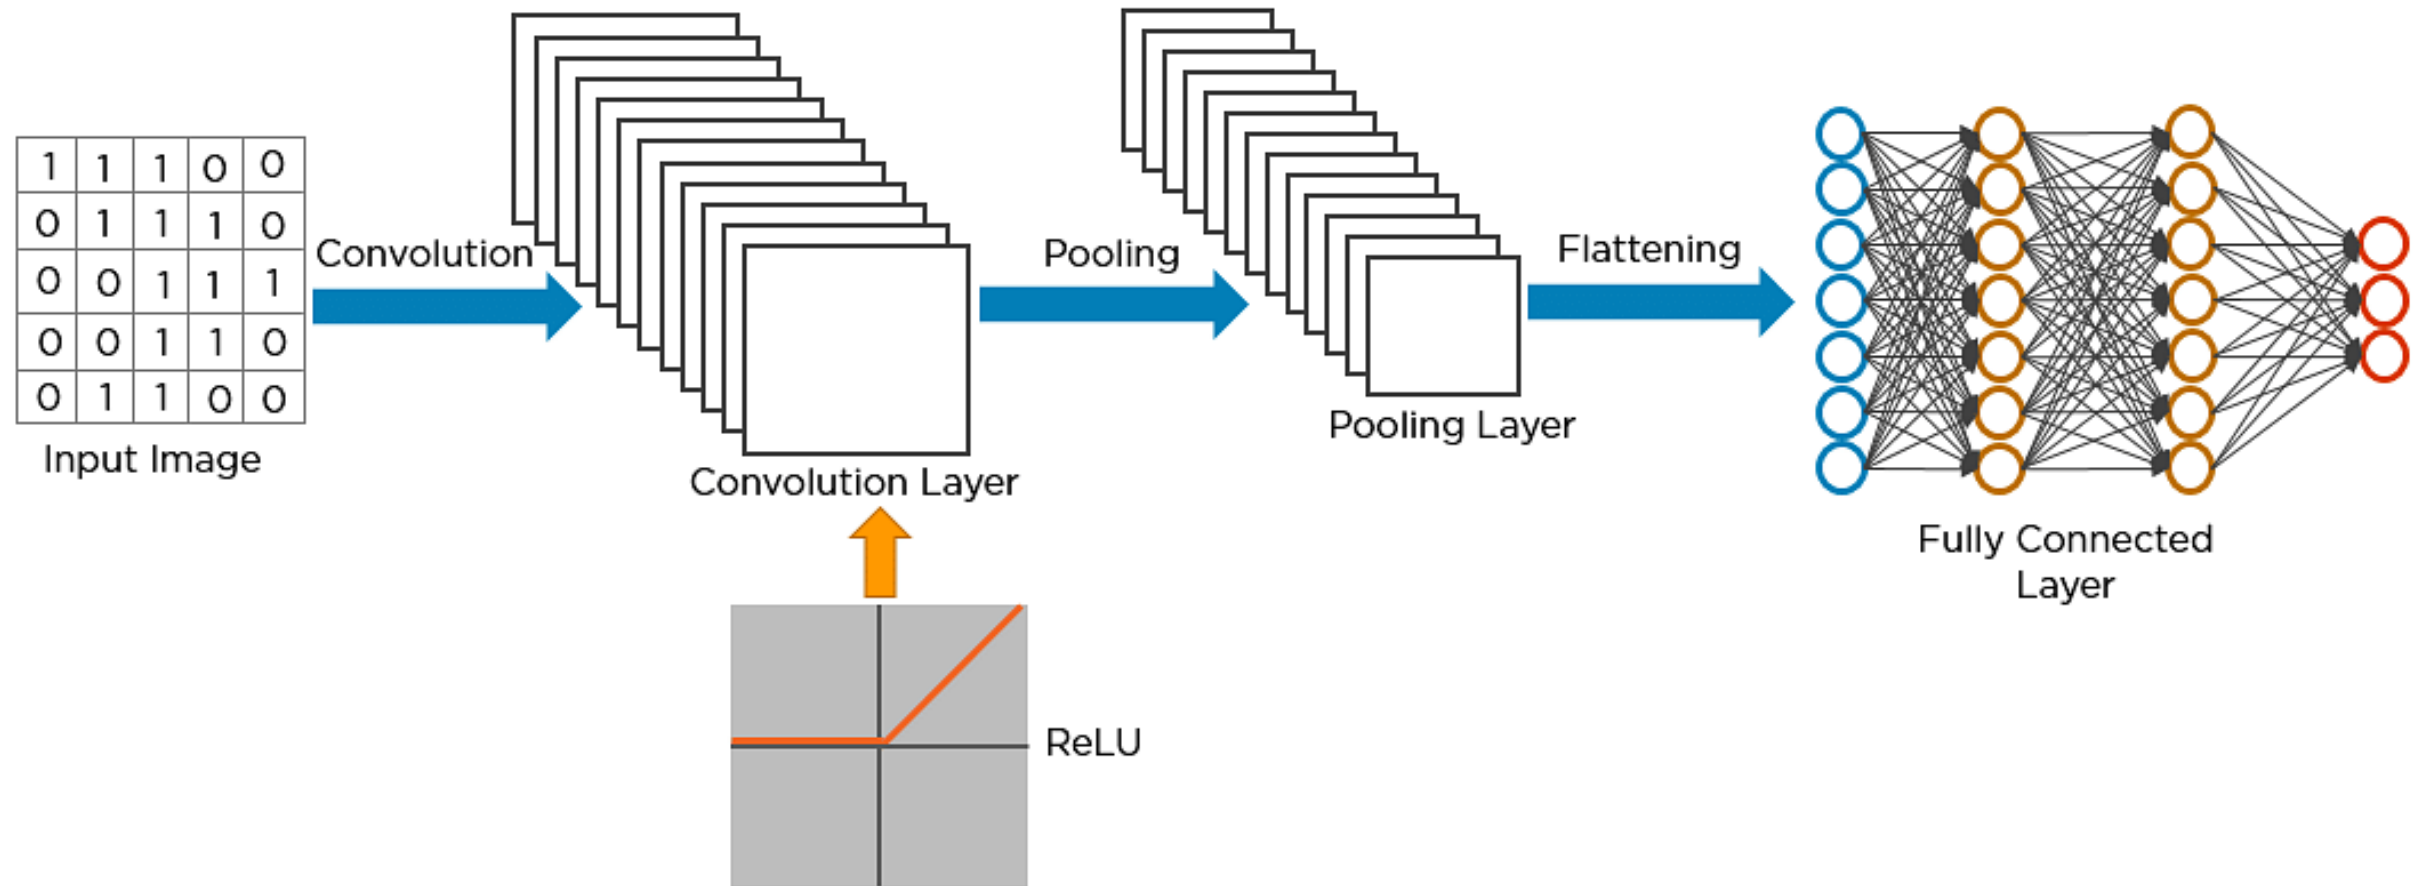 1 1 1 0 0
0 1 1 1 0
0 0 1 1 1
0 0 1 1 0
0 1 1 0 0
Input Image
Convolution
Convolution Layer
ReLU
Pooling
Pooling Layer
Flattening
Fully Connected
Layer